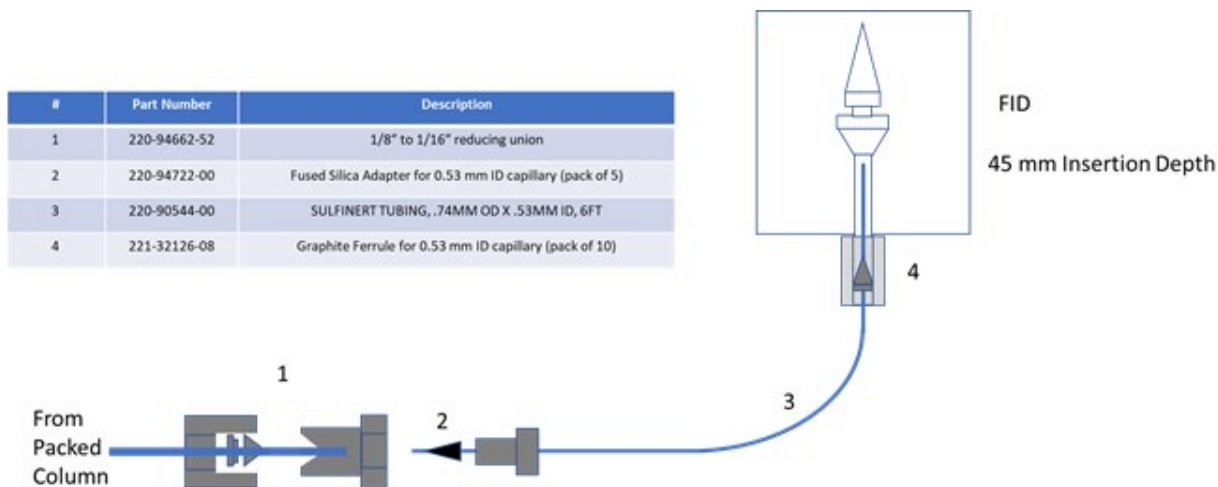 # Part Number Description
1 220-94662-52 1/8" to 1/16" reducing union
2 220-94722-00 Fused Silica Adapter for 0.53 mm ID capillary (pack of 5)
3 220-90544-00 SULFINERT TUBING, .74MM OD X .53MM ID, 6FT
4 221-32126-08 Graphite Ferrule for 0.53 mm ID capillary (pack of 10)
FID
45 mm Insertion Depth
4
3
1
2
From
Packed
Column